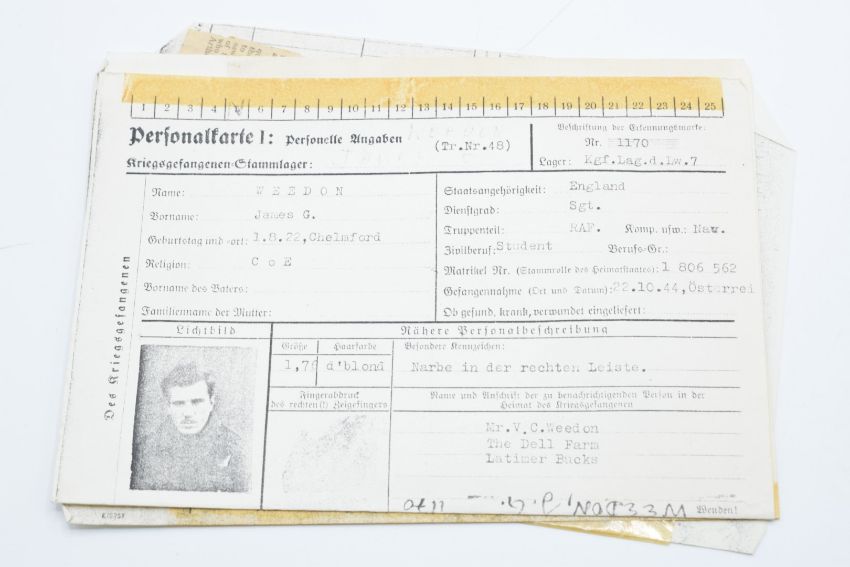 1 2 3 4 5 6 7 8 9 10 11 12 13 14 15 16 17 18 19 20 21 22 23 24 25
Personalkarte I: Personelle Angaben
(Tr.Nr.48)
Kriegsgefangenen-Stammlager:
Beschriftung der Erkennungsmarke:
Nr. 1170
Lager: Kgf.Lag.d.Lw.7
Des Kriegsgefangenen
Name: WEEDON
Vorname: James G.
Geburtstag und -ort: 1.8.22, Chelmford
Religion: CoE
Vorname des Vaters:
Familienname der Mutter:
Staatsangehörigkeit: England
Dienstgrad: Sgt.
Truppenteil: RAF. Komp. usw.: Nav.
Zivilberuf: Student Berufs-Gr.:
Matrikel Nr. (Stammrolle des Heimatstaates): 1 806 562
Gefangennahme (Ort und Datum): 22.10.44, Österrei
Ob gesund, krank, verwundet eingeliefert:
Lichtbild
Nähere Personalbeschreibung
Größe
Haarfarbe
Besondere Kennzeichen:
d'blond
Narbe in der rechten Leiste.
Fingerabdruck
des rechten (!) Zeigefingers
Name und Anschrift der zu benachrichtigenden Person in der
Heimat des Kriegsgefangenen
Mr.V.C.Weedon
The Dell Farm
Latimer Bucks
WEEDON, J.G. 1170
Wenden!